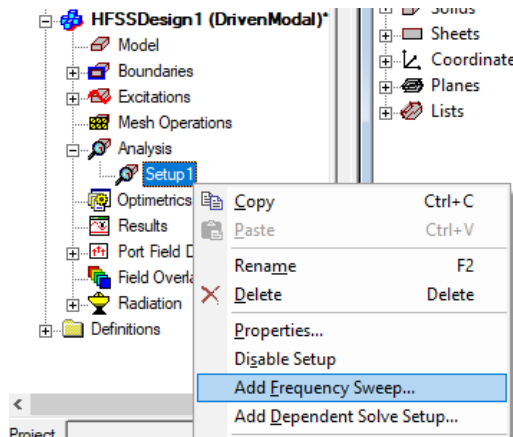 HFSSDesign1 (DrivenModal)*
Model
Boundaries
Excitations
Mesh Operations
Analysis
Setup1
Optimetrics
Results
Port Field D
Field Overla
Radiation
Definitions
Solids
Sheets
Coordinate
Planes
Lists
Copy Ctrl+C
Paste Ctrl+V
Rename F2
Delete Delete
Properties...
Disable Setup
Add Frequency Sweep...
Add Dependent Solve Setup...
Project